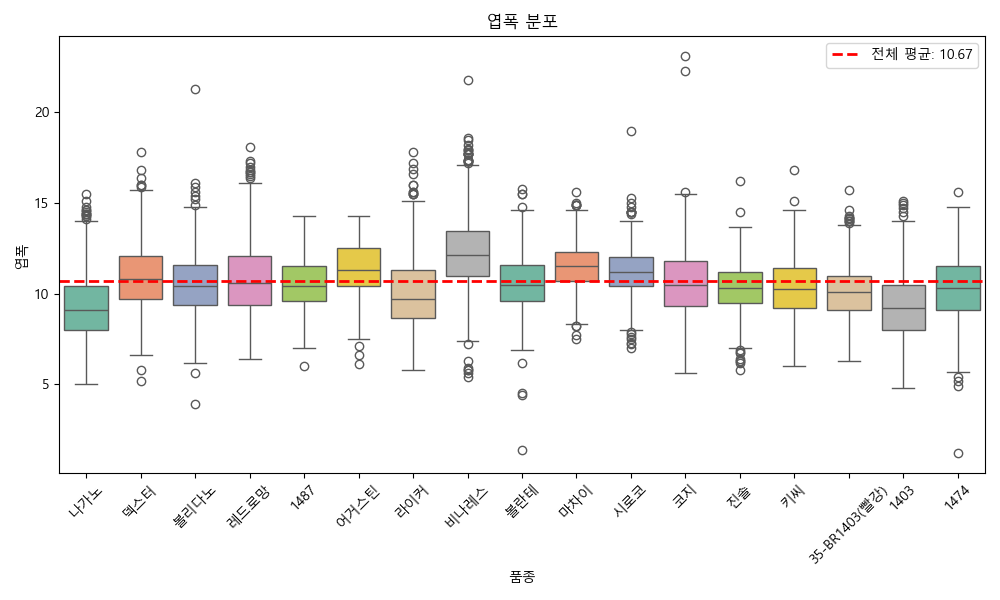 엽폭 분포
전체 평균: 10.67
엽폭
20
15
10
5
나가노
덱스터
볼리다노
레드로망
1487
어거스틴
라이커
비나레스
볼란테
마차이
시로코
코지
진솔
키씨
35-BR1403(빨강)
1403
1474
품종